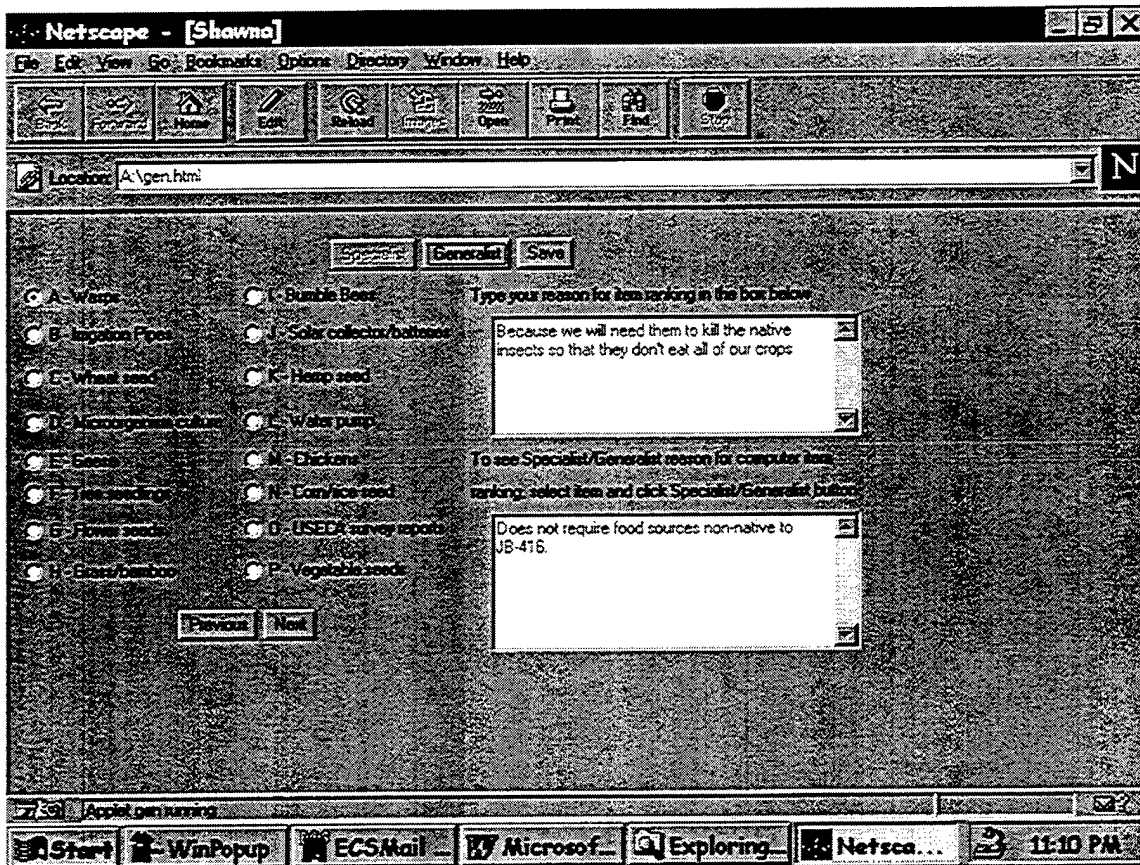 Netscape - [Shawna]
File Edit View Go Bookmarks Options Directory Window Help
Back Forward Home Edit Reload Images Open Print Find Stop
Location: A:\gen.html
N
Specialist Generalist Save
A - Wasps
I - Bumble Bees
Type your reason for item ranking in the box below
B - Irrigation Pipes
J - Solar collector/batteries
Because we will need them to kill the native
insects so that they don't eat all of our crops
C - Wheat seed
K - Hemp seed
D - Microorganism culture
L - Water pump
E - Geese
M - Chickens
To see Specialist/Generalist reason for computer item
F - Tree seedlings
N - Corn/rice seed
ranking, select item and click Specialist/Generalist button
G - Flower seeds
O - USECA survey reports
Does not require food sources non-native to
JB-416.
H - Grass/bamboo
P - Vegetable seeds
Previous Next
Applet gen running
Start WinPopup ECSMail _ Microsof... Exploring... Netsca... 11:10 PM